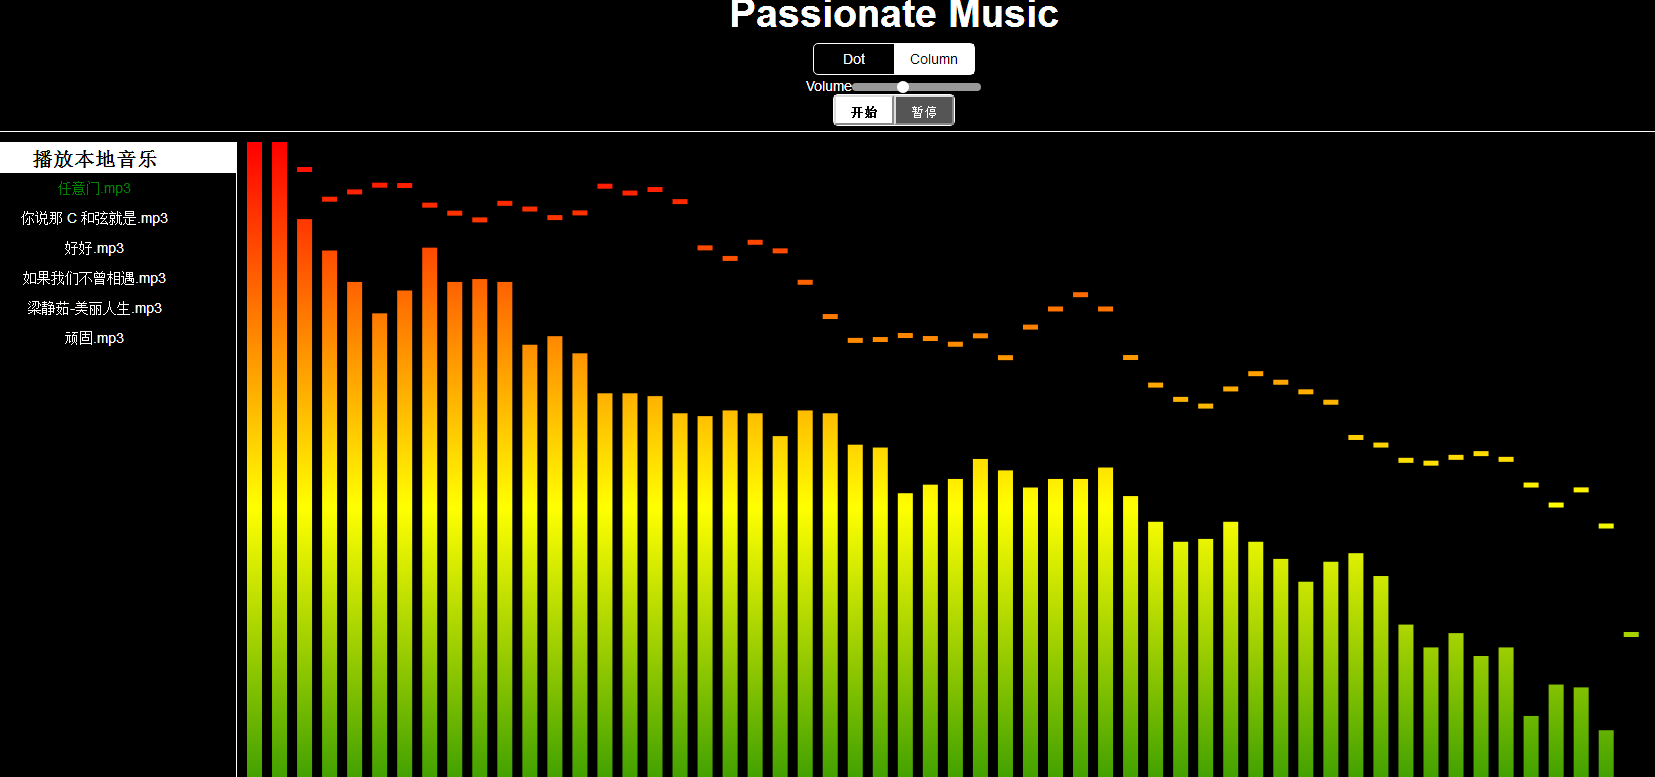 Passionate Music
Dot Column
Volume
开始 暂停
播放本地音乐
任意门.mp3
你说那 C 和弦就是.mp3
好好.mp3
如果我们不曾相遇.mp3
梁静茹-美丽人生.mp3
顽固.mp3